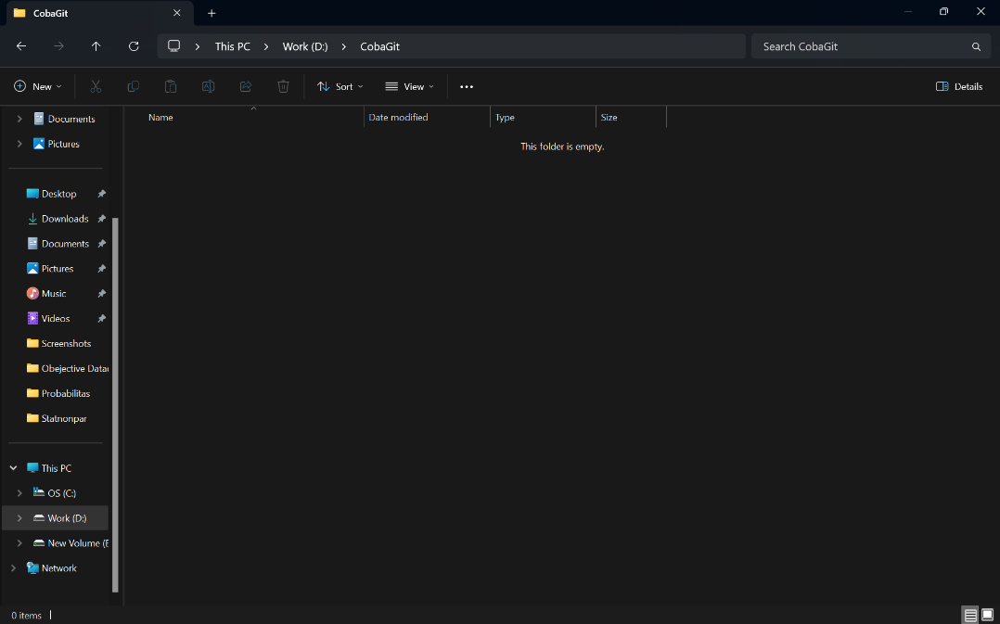 CobaGit
This PC
Work (D:)
CobaGit
Search CobaGit
New
Sort
View
Details
Documents
Pictures
Desktop
Downloads
Documents
Pictures
Music
Videos
Screenshots
Obejective Data
Probabilitas
Statnonpar
This PC
OS (C:)
Work (D:)
New Volume (E
Network
Name
Date modified
Type
Size
This folder is empty.
0 items